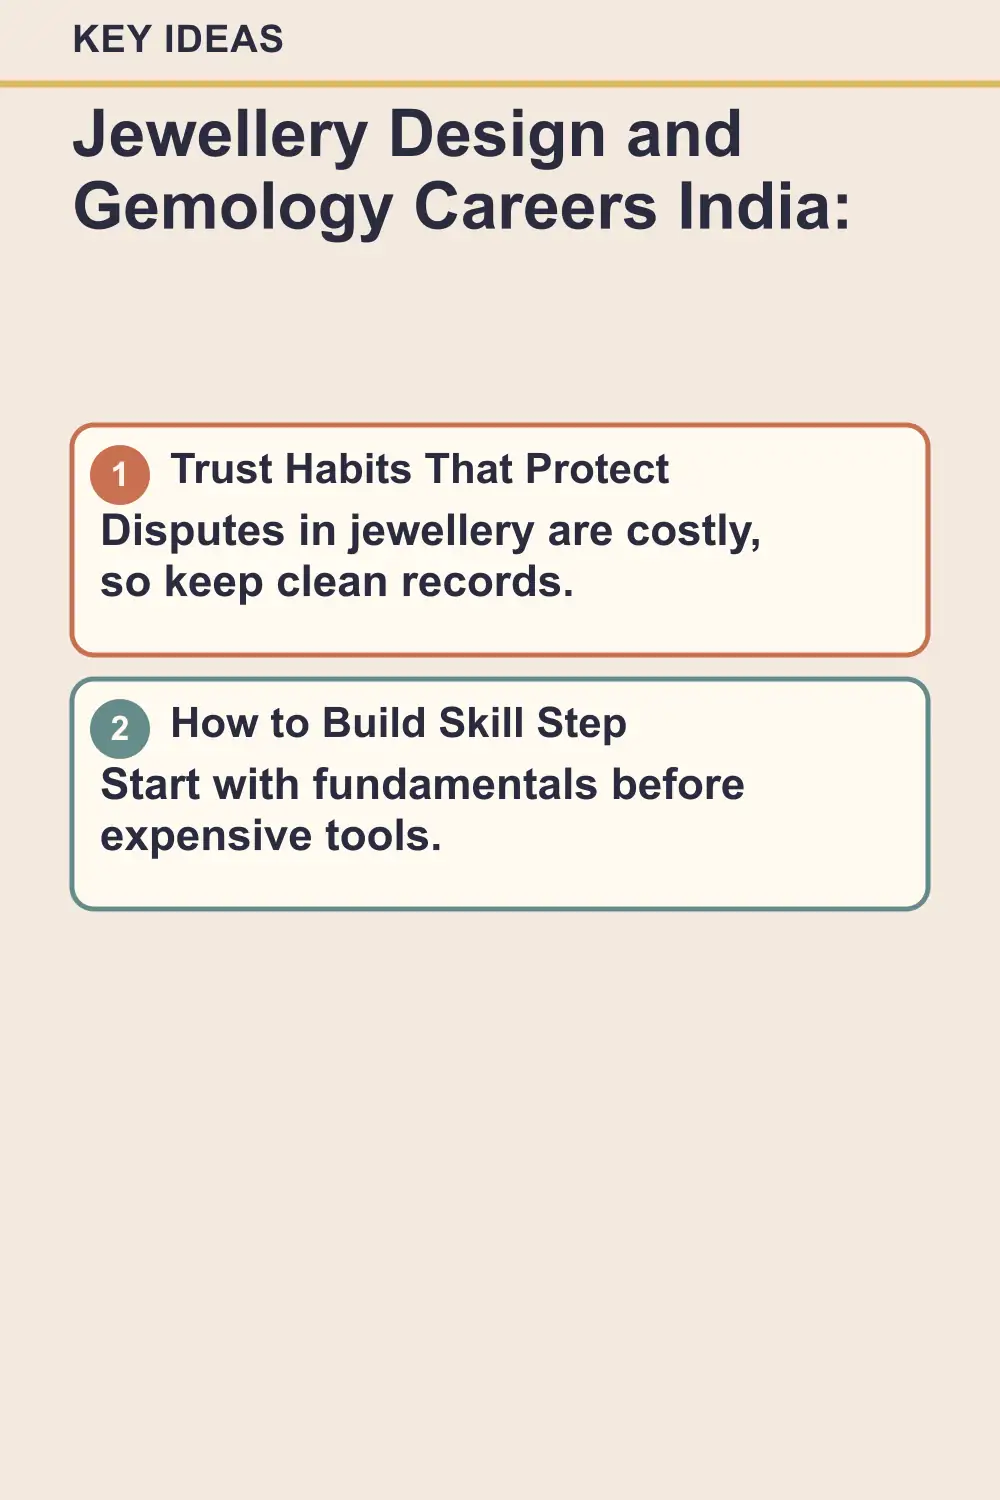 KEY IDEAS
Jewellery Design and
Gemology Careers India:
1 Trust Habits That Protect
Disputes in jewellery are costly,
so keep clean records.
2 How to Build Skill Step
Start with fundamentals before
expensive tools.